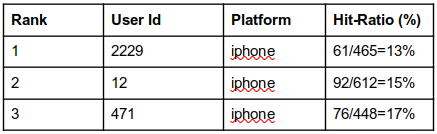 Rank User Id Platform Hit-Ratio (%)
1 2229 iphone 61/465=13%
2 12 iphone 92/612=15%
3 471 iphone 76/448=17%